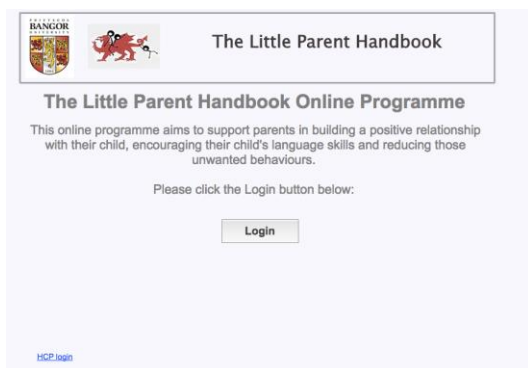 BANGOR
The Little Parent Handbook
The Little Parent Handbook Online Programme
This online programme aims to support parents in building a positive relationship
with their child, encouraging their child's language skills and reducing those
unwanted behaviours.
Please click the Login button below:
Login
HCP login